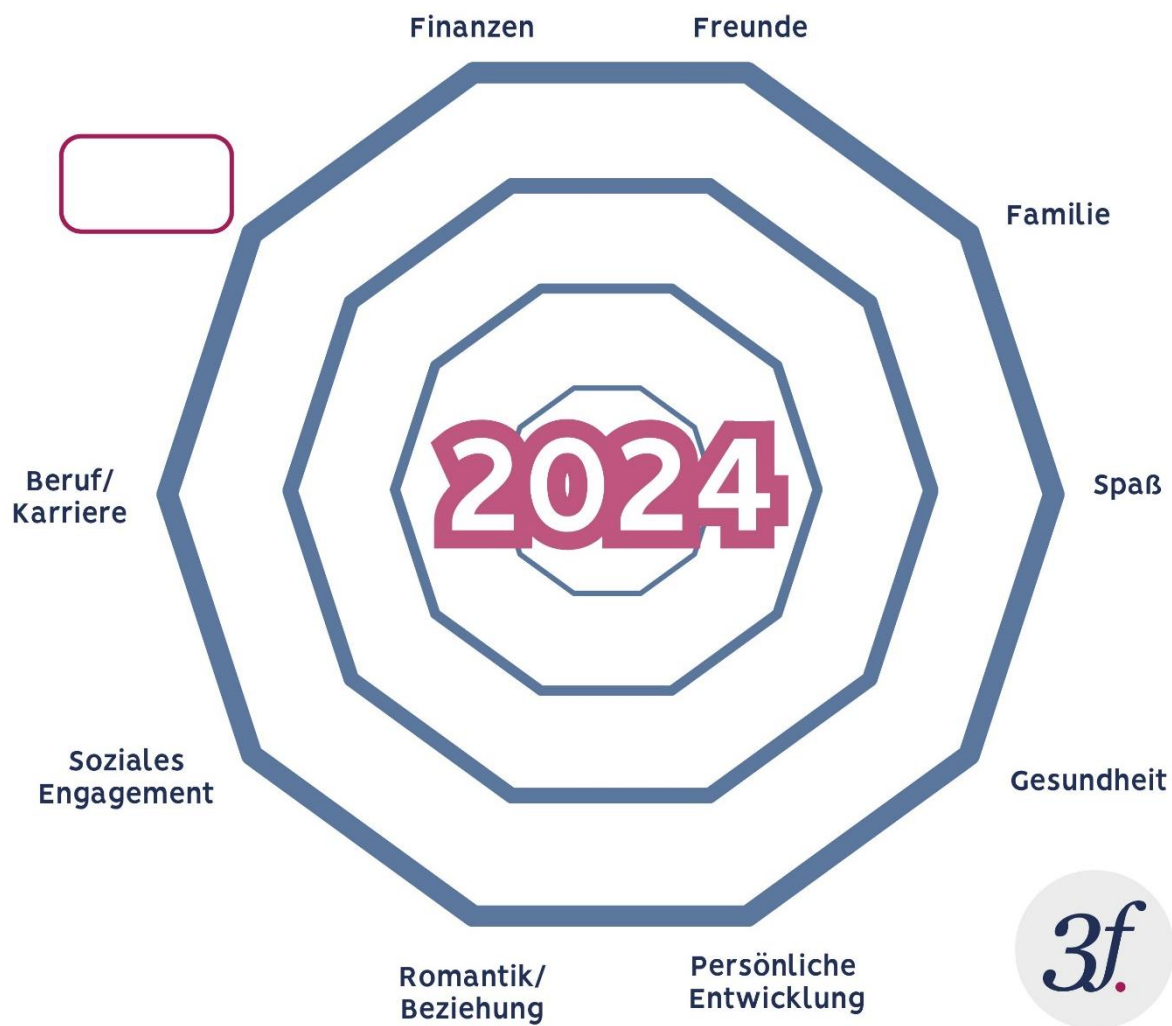 Finanzen
Freunde
Familie
Beruf/
Karriere
2024
Spaß
Soziales
Engagement
Gesundheit
Romantik/
Beziehung
Persönliche
Entwicklung
3f.